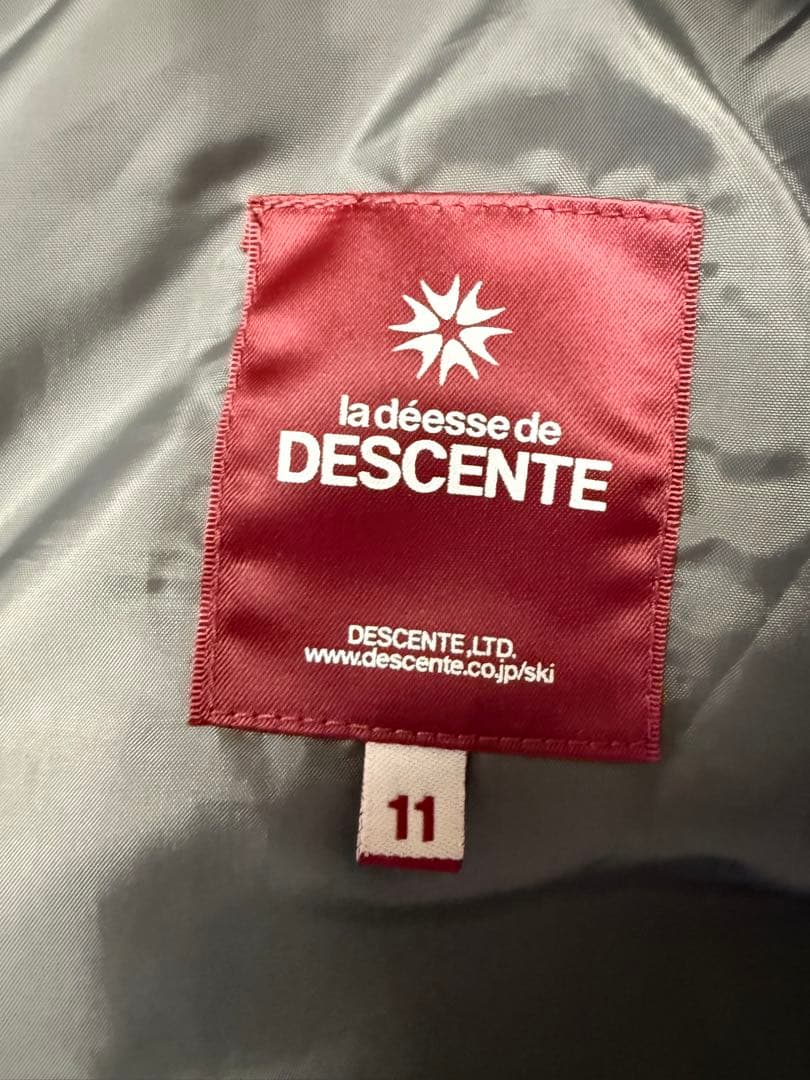 la déesse de
DESCENTE
DESCENTE,LTD.
www.descente.co.jp/ski
11